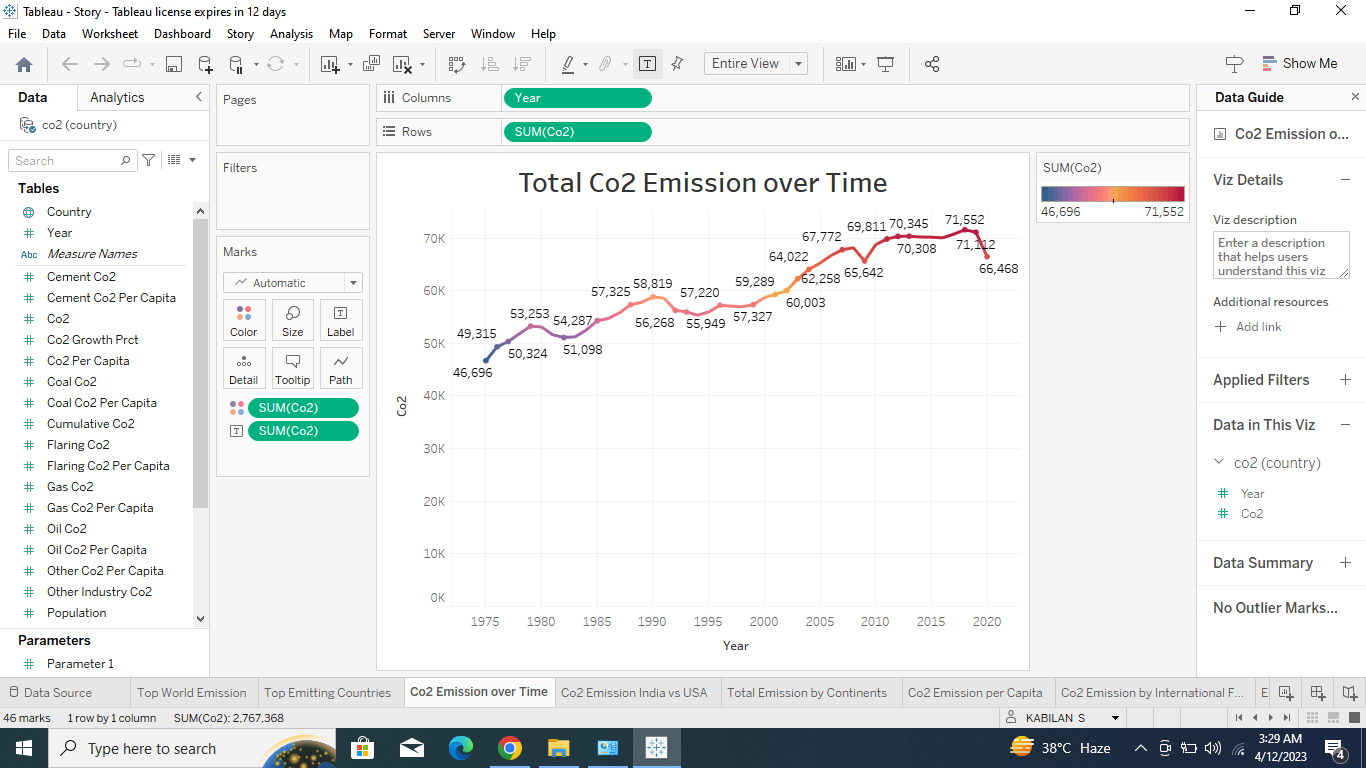 Tableau - Story - Tableau license expires in 12 days
File Data Worksheet Dashboard Story Analysis Map Format Server Window Help
Entire View
Show Me
Data Analytics
co2 (country)
Search
Tables
Country
Year
Abc Measure Names
Cement Co2
Cement Co2 Per Capita
Co2
Co2 Growth Prct
Co2 Per Capita
Coal Co2
Coal Co2 Per Capita
Cumulative Co2
Flaring Co2
Flaring Co2 Per Capita
Gas Co2
Gas Co2 Per Capita
Oil Co2
Oil Co2 Per Capita
Other Co2 Per Capita
Other Industry Co2
Population
Parameters
Parameter 1
Pages
Filters
Marks
Automatic
Color Size Label
Detail Tooltip Path
SUM(Co2)
SUM(Co2)
Columns Year
Rows SUM(Co2)
Total Co2 Emission over Time
Co2
70K
60K
50K
40K
30K
20K
10K
0K
46,696
49,315
50,324
53,253
54,287
51,098
57,325
58,819
56,268
57,220
55,949
57,327
59,289
60,003
64,022
62,258
67,772
65,642
69,811
70,345
70,308
71,552
71,112
66,468
1975 1980 1985 1990 1995 2000 2005 2010 2015 2020
Year
SUM(Co2)
46,696 71,552
Data Guide
Co2 Emission o...
Viz Details
Viz description
Enter a description
that helps users
understand this viz
Additional resources
Add link
Applied Filters
Data in This Viz
co2 (country)
Year
Co2
Data Summary
No Outlier Marks...
Data Source Top World Emission Top Emitting Countries Co2 Emission over Time Co2 Emission India vs USA Total Emission by Continents Co2 Emission per Capita Co2 Emission by International F... E
46 marks 1 row by 1 column SUM(Co2): 2,767,368
KABILAN S
Type here to search
38°C Haze
3:29 AM
4/12/2023
4